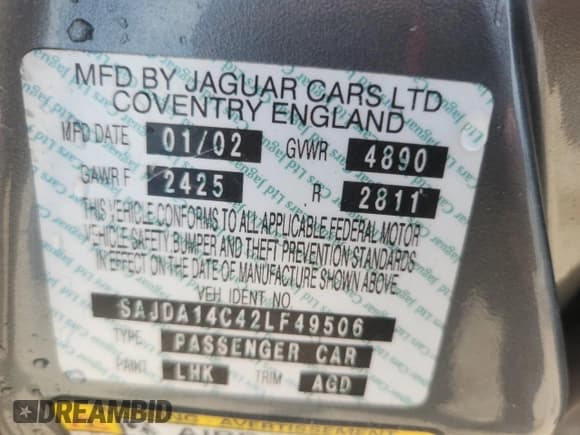 MFD BY JAGUAR CARS LTD
COVENTRY ENGLAND
MFD DATE 01/02 GVWR 4890
GAWR F 2425 R 2811
THIS VEHICLE CONFORMS TO ALL APPLICABLE FEDERAL MOTOR
VEHICLE SAFETY, BUMPER AND THEFT PREVENTION STANDARDS
IN EFFECT ON THE DATE OF MANUFACTURE SHOWN ABOVE.
VEH IDENT NO
SAJDA14C42LF49506
TYPE PASSENGER CAR
PAINT LHK TRIM AGD
AVERTISSEMENT
DREAMBID